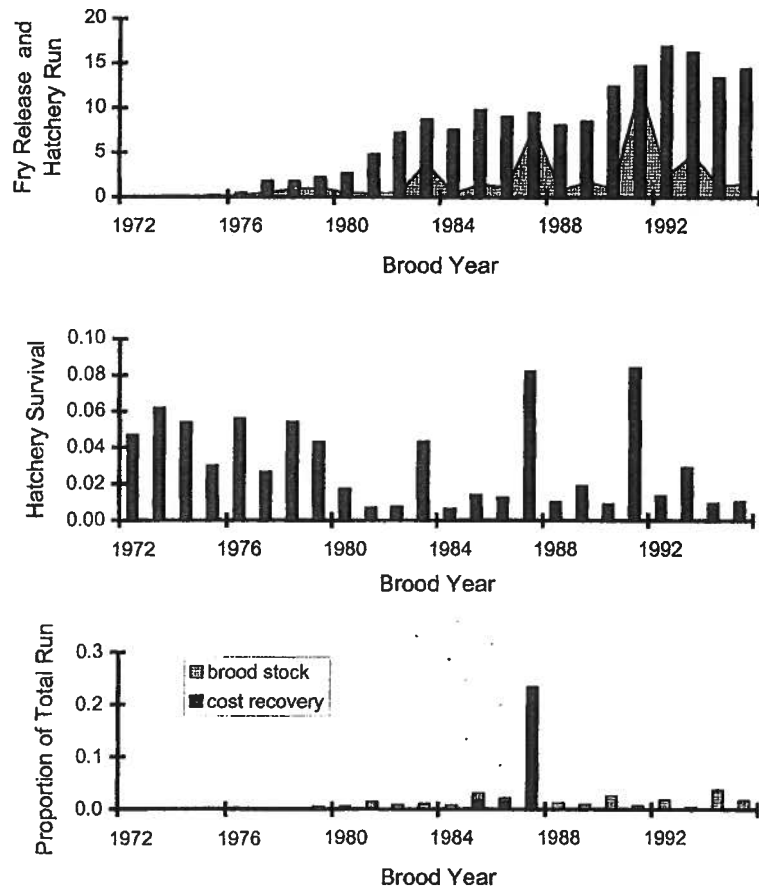 Fry Release and
Hatchery Run
20
15
10
5
0
1972 1976 1980 1984 1988 1992
Brood Year
Hatchery Survival
0.10
0.08
0.06
0.04
0.02
0.00
1972 1976 1980 1984 1988 1992
Brood Year
Proportion of Total Run
0.3
0.2
0.1
0.0
brood stock
cost recovery
1972 1976 1980 1984 1988 1992
Brood Year